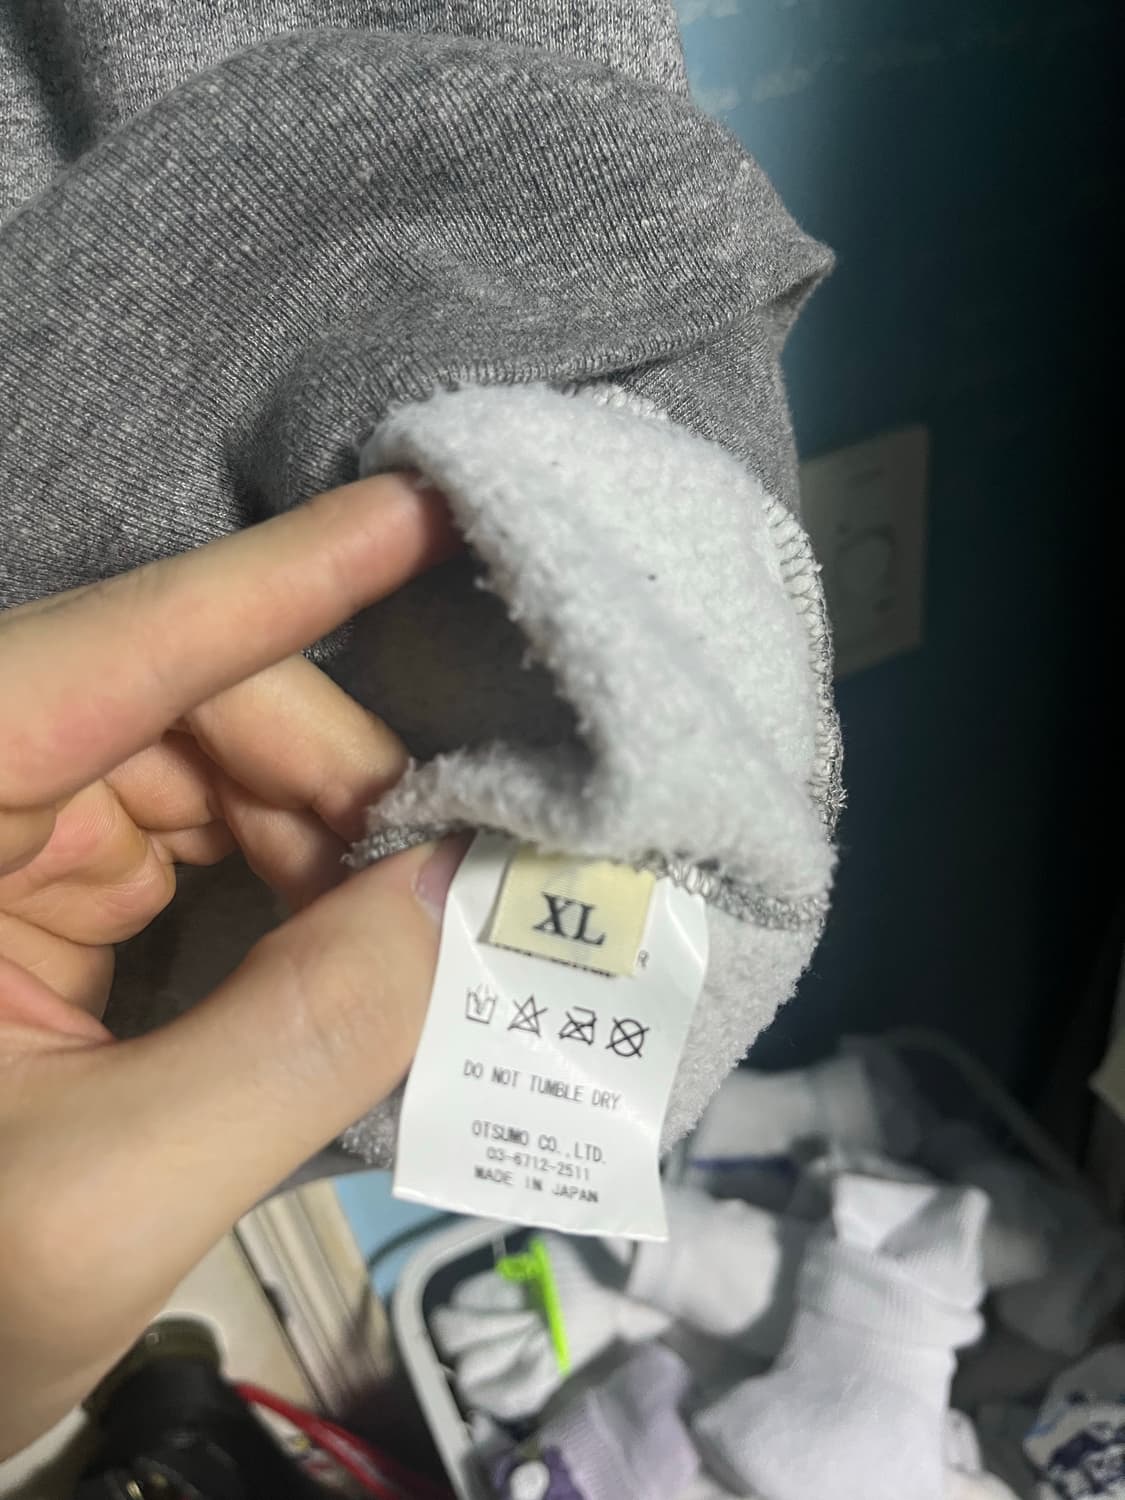 XL
R
DO NOT TUMBLE DRY
OTSUMO CO.,LTD.
03-6712-2511
MADE IN JAPAN